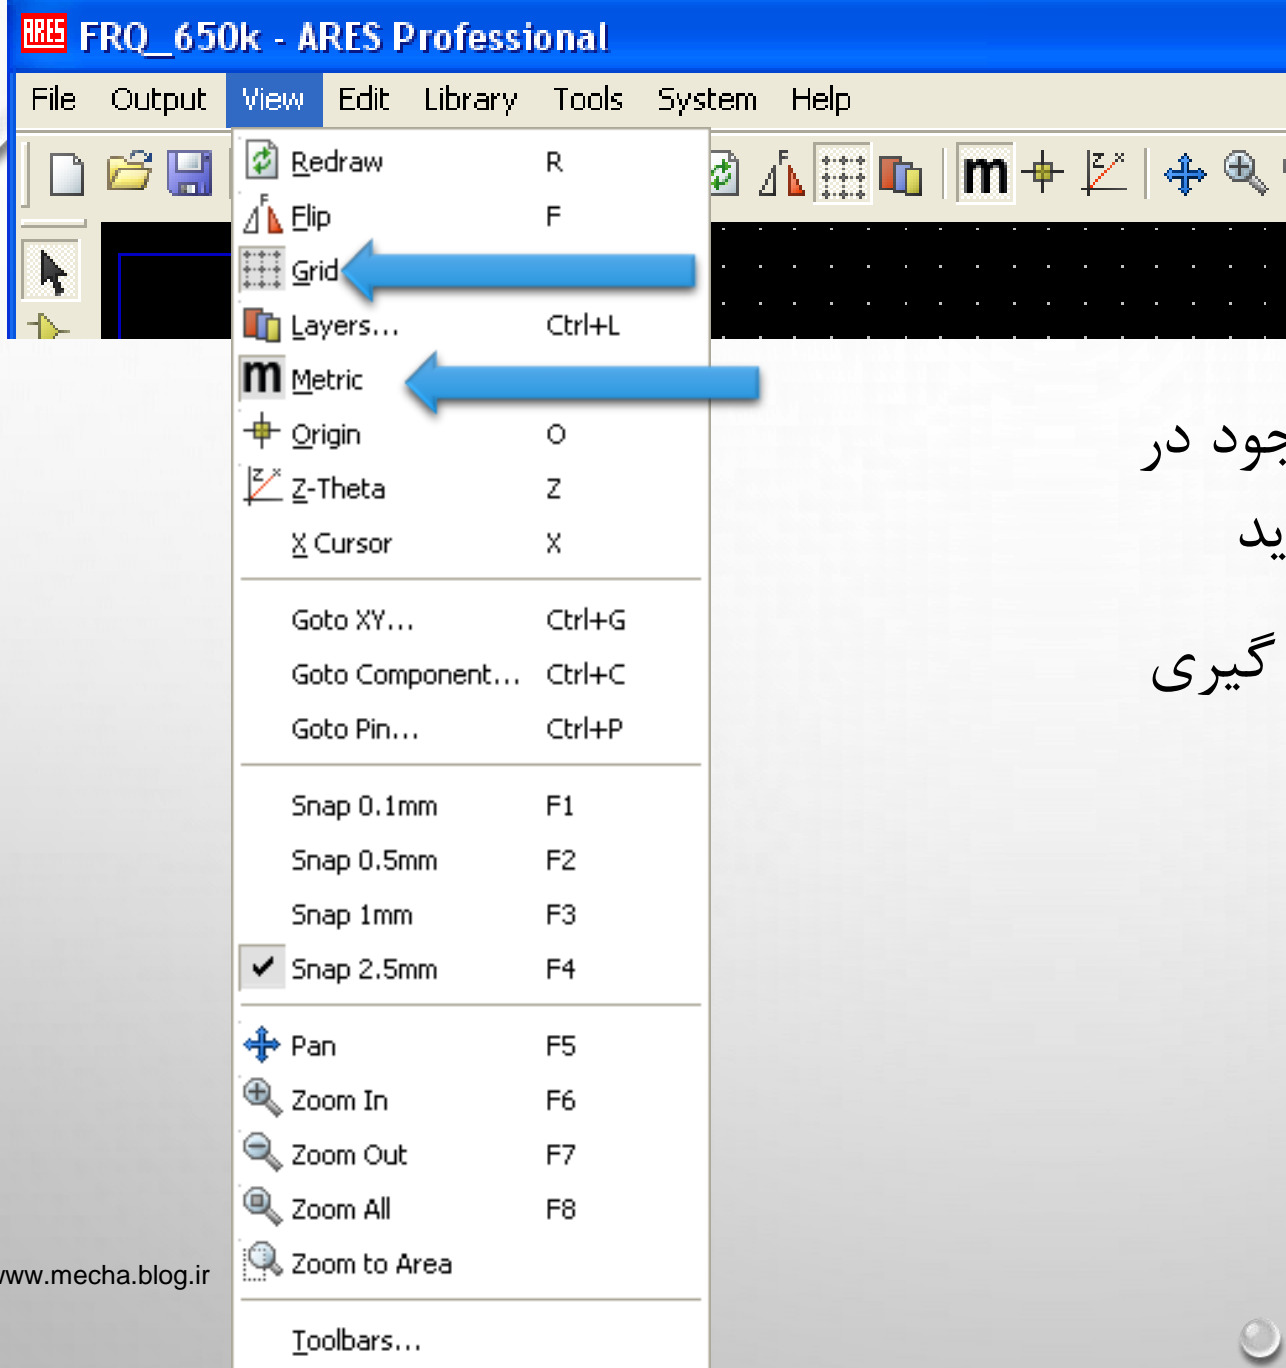 FRQ_650k - ARES Professional
File Output View Edit Library Tools System Help
Redraw R
Flip F
Grid
Layers... Ctrl+L
Metric
Origin O
Z-Theta Z
X Cursor X
Goto XY... Ctrl+G
Goto Component... Ctrl+C
Goto Pin... Ctrl+P
Snap 0.1mm F1
Snap 0.5mm F2
Snap 1mm F3
Snap 2.5mm F4
Pan F5
Zoom In F6
Zoom Out F7
Zoom All F8
Zoom to Area
Toolbars...
در
گیری
www.mecha.blog.ir